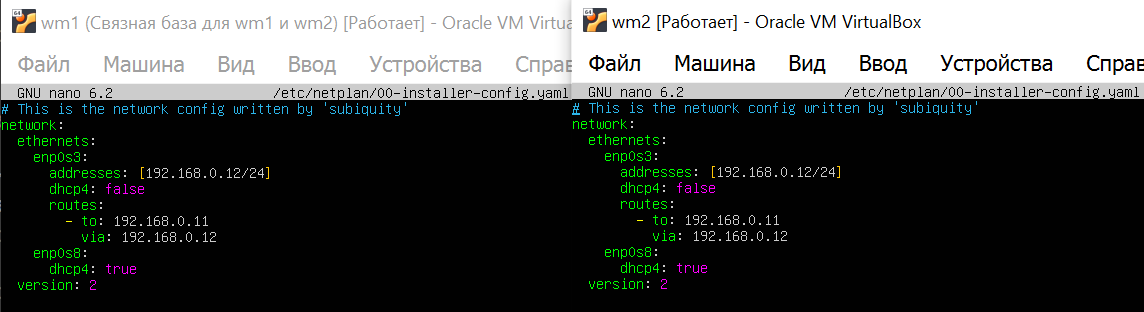 wm1 (Связная база для wm1 и wm2) [Работает] - Oracle VM VirtualBox
Файл Машина Вид Ввод Устройства Справ
GNU nano 6.2 /etc/netplan/00-installer-config.yaml
# This is the network config written by 'subiquity'
network:
  ethernets:
    enp0s3:
      addresses: [192.168.0.12/24]
      dhcp4: false
      routes:
        - to: 192.168.0.11
          via: 192.168.0.12
    enp0s8:
      dhcp4: true
  version: 2
wm2 [Работает] - Oracle VM VirtualBox
Файл Машина Вид Ввод Устройства Справ
GNU nano 6.2 /etc/netplan/00-installer-config.yaml
# This is the network config written by 'subiquity'
network:
  ethernets:
    enp0s3:
      addresses: [192.168.0.12/24]
      dhcp4: false
      routes:
        - to: 192.168.0.11
          via: 192.168.0.12
    enp0s8:
      dhcp4: true
  version: 2